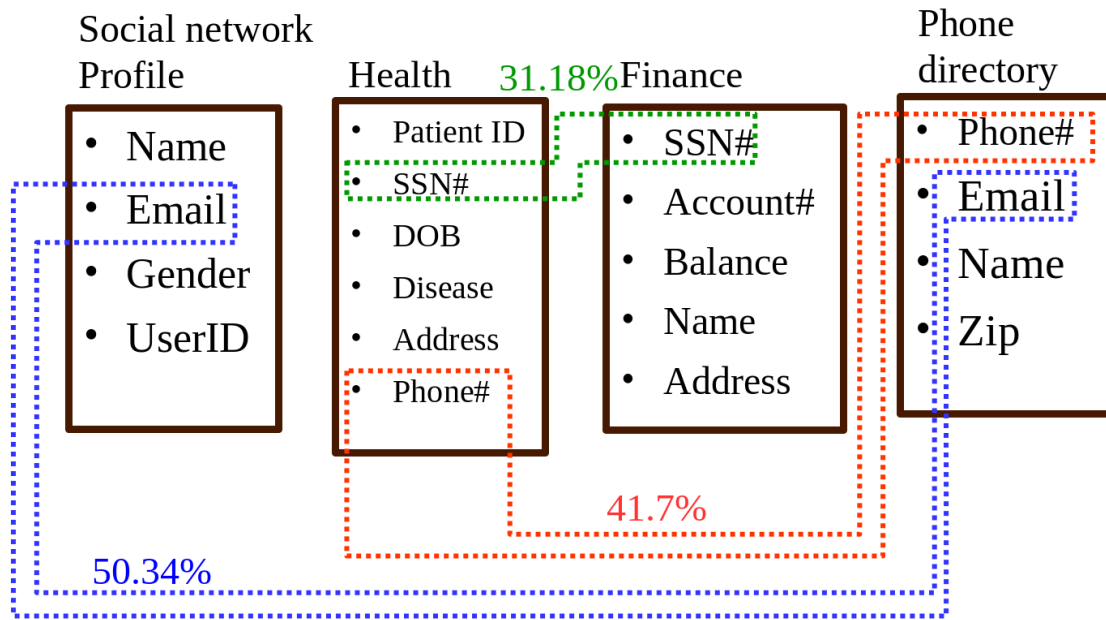 Social network
Profile
Health
31.18%
Finance
Phone
directory
• Name
• Email
• Gender
• UserID
• Patient ID
• SSN#
• DOB
• Disease
• Address
• Phone#
• SSN#
• Account#
• Balance
• Name
• Address
• Phone#
• Email
• Name
• Zip
41.7%
50.34%